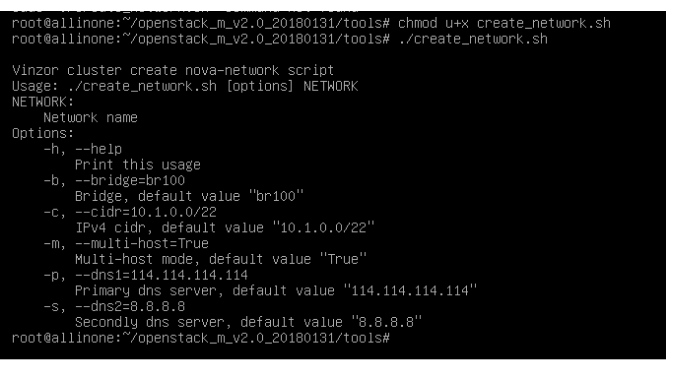 root@allinone:~/openstack_m_v2.0_20180131/tools# chmod u+x create_network.sh
root@allinone:~/openstack_m_v2.0_20180131/tools# ./create_network.sh
Vinzor cluster create nova-network script
Usage: ./create_network.sh [options] NETWORK
NETWORK:
    Network name
Options:
    -h, --help
        Print this usage
    -b, --bridge=br100
        Bridge, default value "br100"
    -c, --cidr=10.1.0.0/22
        IPv4 cidr, default value "10.1.0.0/22"
    -m, --multi-host=True
        Multi-host mode, default value "True"
    -p, --dns1=114.114.114.114
        Primary dns server, default value "114.114.114.114"
    -s, --dns2=8.8.8.8
        Secondly dns server, default value "8.8.8.8"
root@allinone:~/openstack_m_v2.0_20180131/tools#